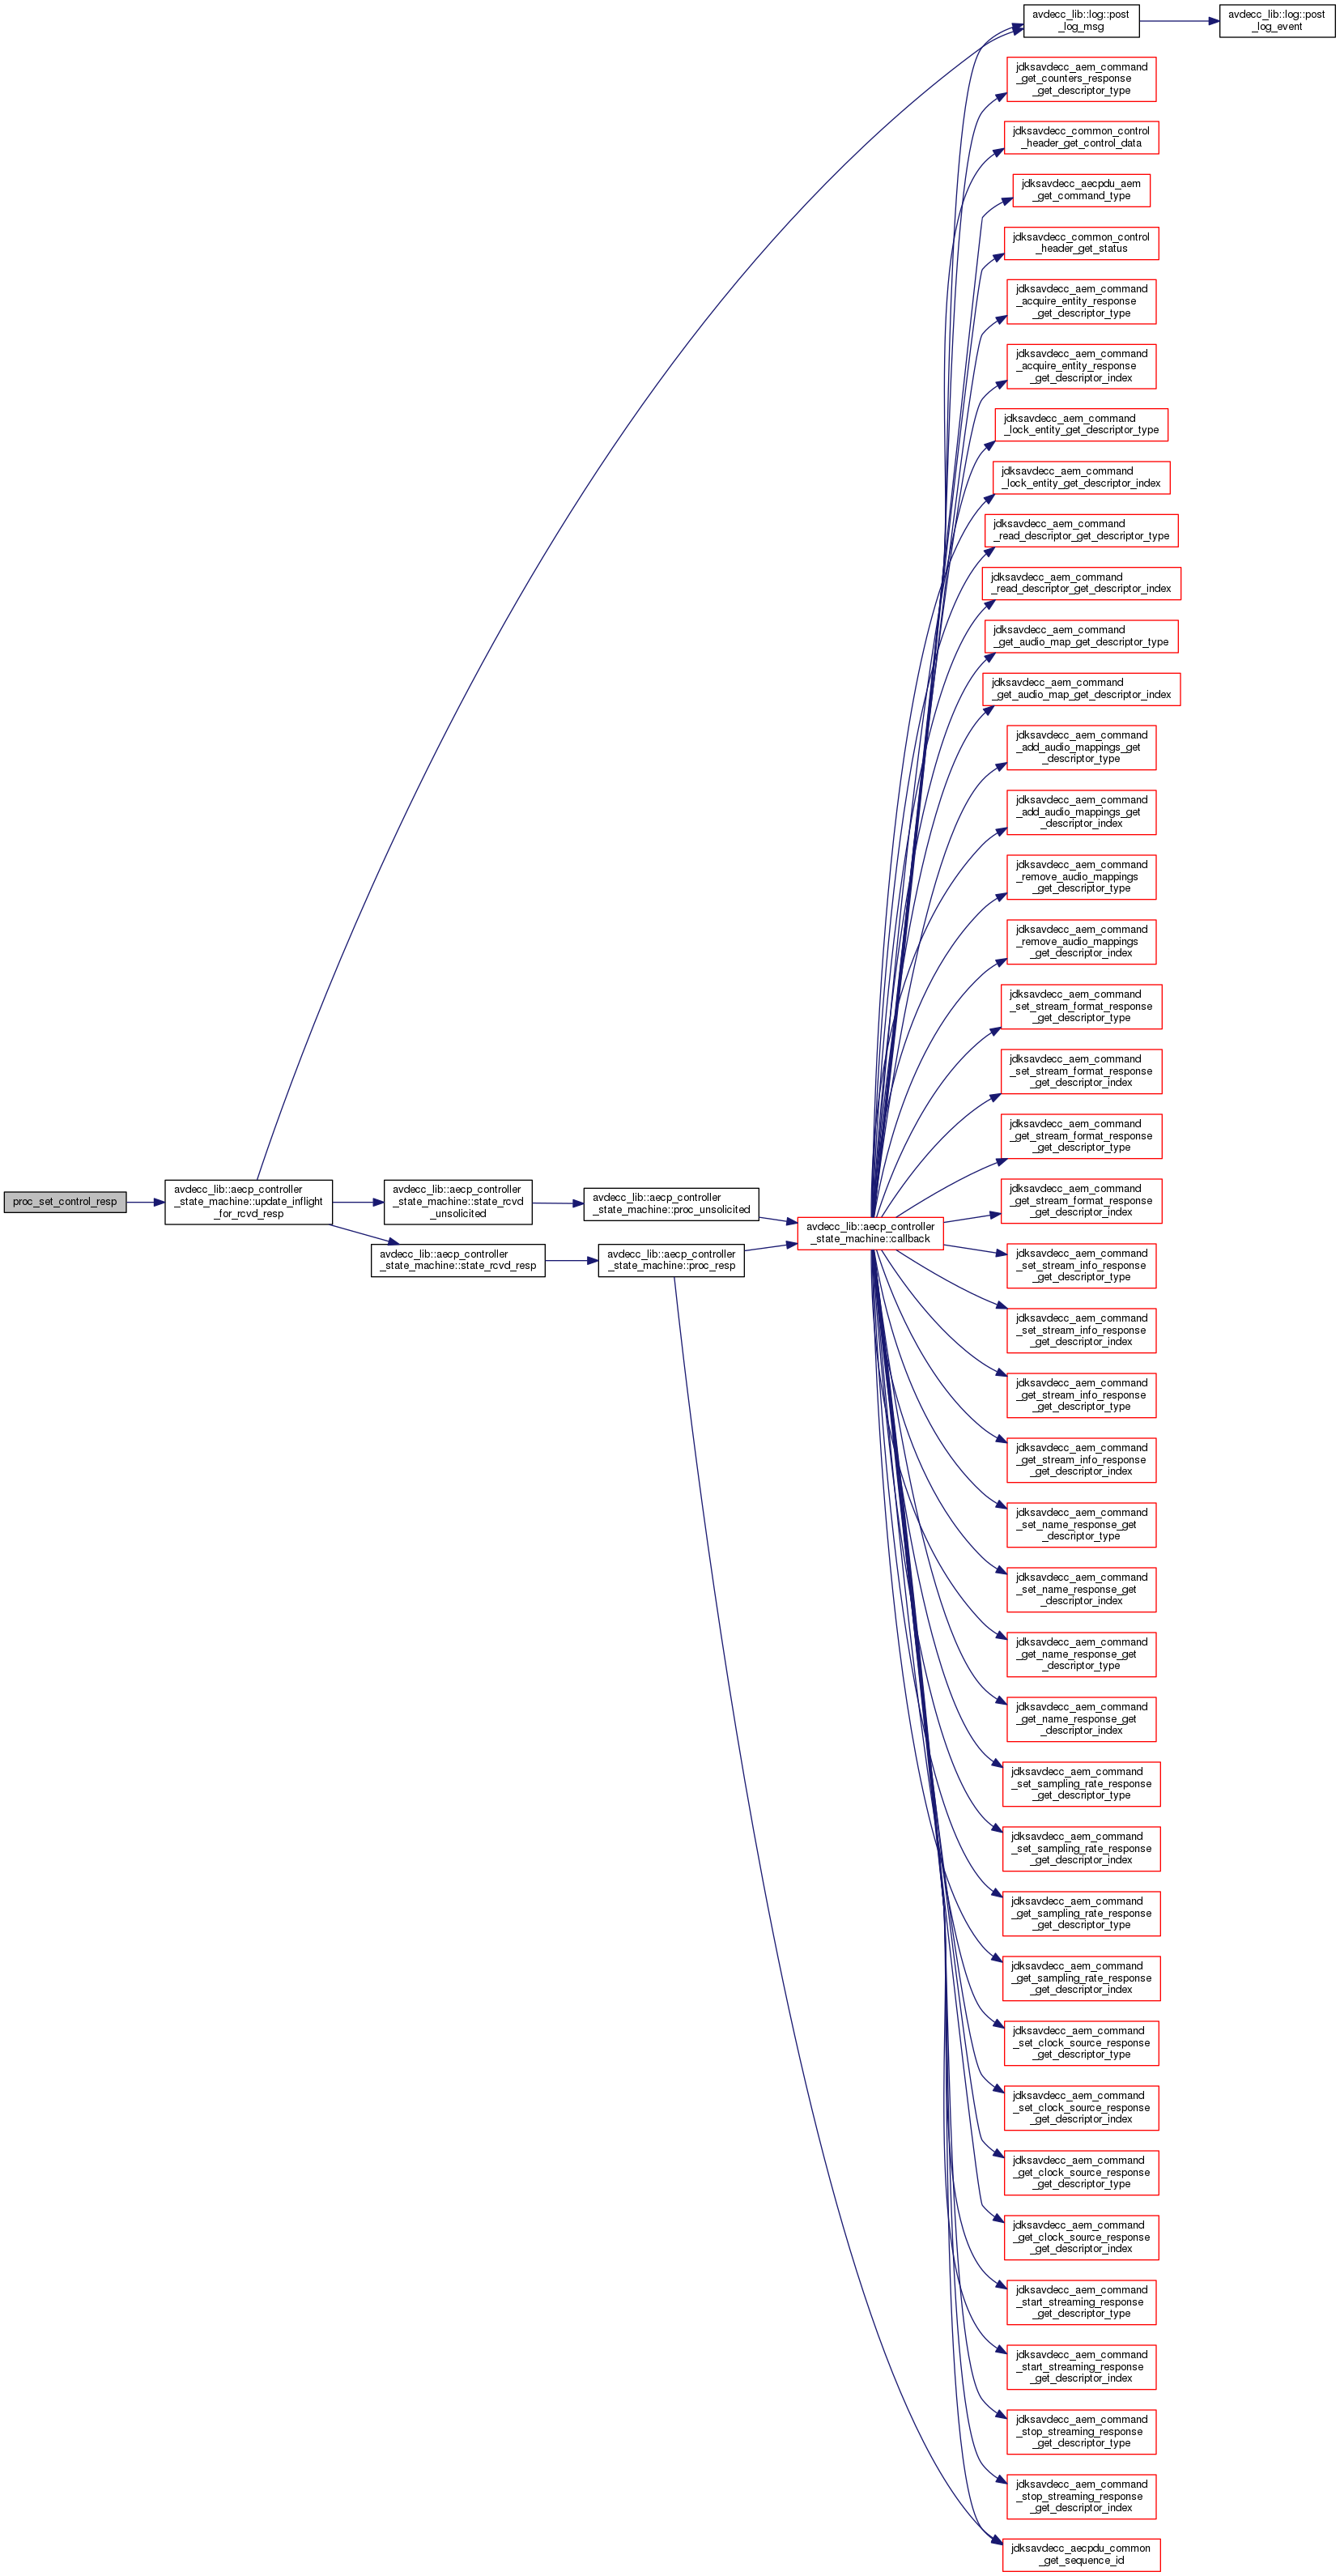 avdecc_lib::log::post
_log_msg
avdecc_lib::log::post
_log_event
jdksavdecc_aem_command
_get_counters_response
_get_descriptor_type
jdksavdecc_common_control
_header_get_control_data
jdksavdecc_aecpdu_aem
_get_command_type
jdksavdecc_common_control
_header_get_status
jdksavdecc_aem_command
_acquire_entity_response
_get_descriptor_type
jdksavdecc_aem_command
_acquire_entity_response
_get_descriptor_index
jdksavdecc_aem_command
_lock_entity_get_descriptor_type
jdksavdecc_aem_command
_lock_entity_get_descriptor_index
jdksavdecc_aem_command
_read_descriptor_get_descriptor_type
jdksavdecc_aem_command
_read_descriptor_get_descriptor_index
jdksavdecc_aem_command
_get_audio_map_get_descriptor_type
jdksavdecc_aem_command
_get_audio_map_get_descriptor_index
jdksavdecc_aem_command
_add_audio_mappings_get
_descriptor_type
jdksavdecc_aem_command
_add_audio_mappings_get
_descriptor_index
jdksavdecc_aem_command
_remove_audio_mappings
_get_descriptor_type
jdksavdecc_aem_command
_remove_audio_mappings
_get_descriptor_index
jdksavdecc_aem_command
_set_stream_format_response
_get_descriptor_type
jdksavdecc_aem_command
_set_stream_format_response
_get_descriptor_index
jdksavdecc_aem_command
_get_stream_format_response
_get_descriptor_type
proc_set_control_resp
avdecc_lib::aecp_controller
_state_machine::update_inflight
_for_rcvd_resp
avdecc_lib::aecp_controller
_state_machine::state_rcvd
_unsolicited
avdecc_lib::aecp_controller
_state_machine::proc_unsolicited
avdecc_lib::aecp_controller
_state_machine::state_rcvd_resp
avdecc_lib::aecp_controller
_state_machine::proc_resp
avdecc_lib::aecp_controller
_state_machine::callback
jdksavdecc_aem_command
_get_stream_format_response
_get_descriptor_index
jdksavdecc_aem_command
_set_stream_info_response
_get_descriptor_type
jdksavdecc_aem_command
_set_stream_info_response
_get_descriptor_index
jdksavdecc_aem_command
_get_stream_info_response
_get_descriptor_type
jdksavdecc_aem_command
_get_stream_info_response
_get_descriptor_index
jdksavdecc_aem_command
_set_name_response_get
_descriptor_type
jdksavdecc_aem_command
_set_name_response_get
_descriptor_index
jdksavdecc_aem_command
_get_name_response_get
_descriptor_type
jdksavdecc_aem_command
_get_name_response_get
_descriptor_index
jdksavdecc_aem_command
_set_sampling_rate_response
_get_descriptor_type
jdksavdecc_aem_command
_set_sampling_rate_response
_get_descriptor_index
jdksavdecc_aem_command
_get_sampling_rate_response
_get_descriptor_type
jdksavdecc_aem_command
_get_sampling_rate_response
_get_descriptor_index
jdksavdecc_aem_command
_set_clock_source_response
_get_descriptor_type
jdksavdecc_aem_command
_set_clock_source_response
_get_descriptor_index
jdksavdecc_aem_command
_get_clock_source_response
_get_descriptor_type
jdksavdecc_aem_command
_get_clock_source_response
_get_descriptor_index
jdksavdecc_aem_command
_start_streaming_response
_get_descriptor_type
jdksavdecc_aem_command
_start_streaming_response
_get_descriptor_index
jdksavdecc_aem_command
_stop_streaming_response
_get_descriptor_type
jdksavdecc_aem_command
_stop_streaming_response
_get_descriptor_index
jdksavdecc_aecpdu_common
_get_sequence_id